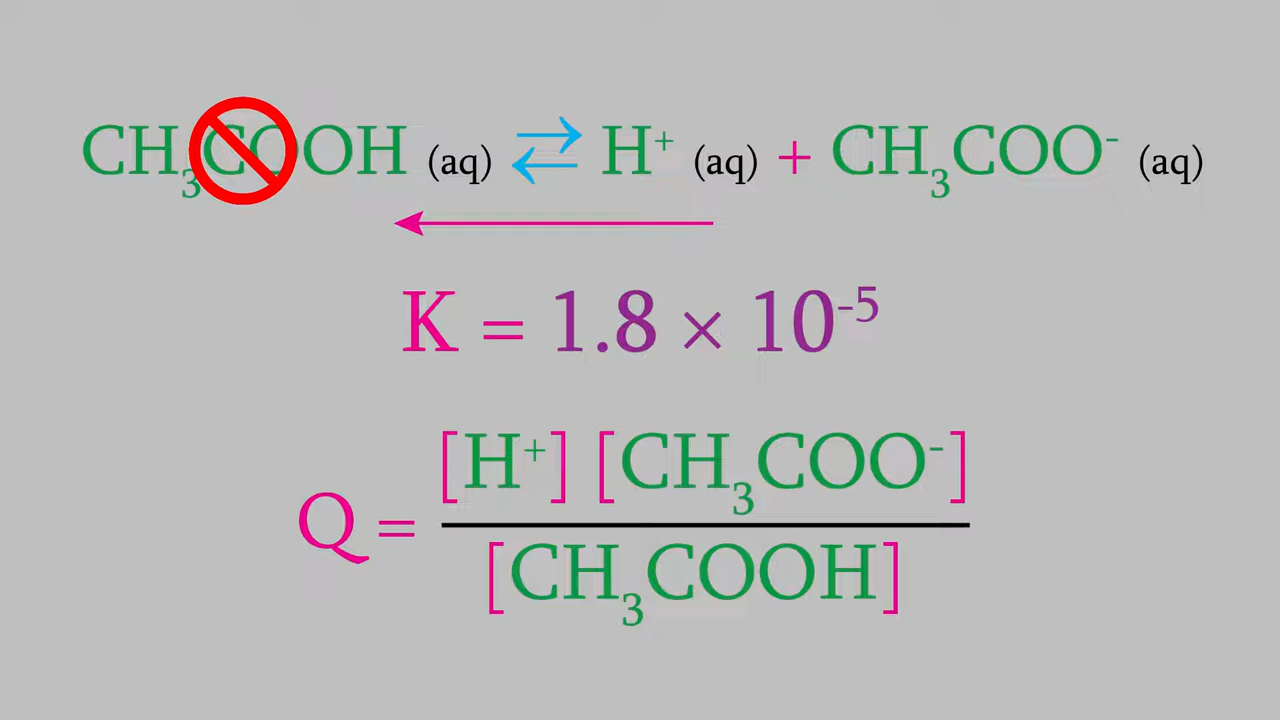 CH₃COOH (aq) ⇄ H⁺ (aq) + CH₃COO⁻ (aq)
K = 1.8 × 10⁻⁵
[H⁺] [CH₃COO⁻]
Q =
[CH₃COOH]